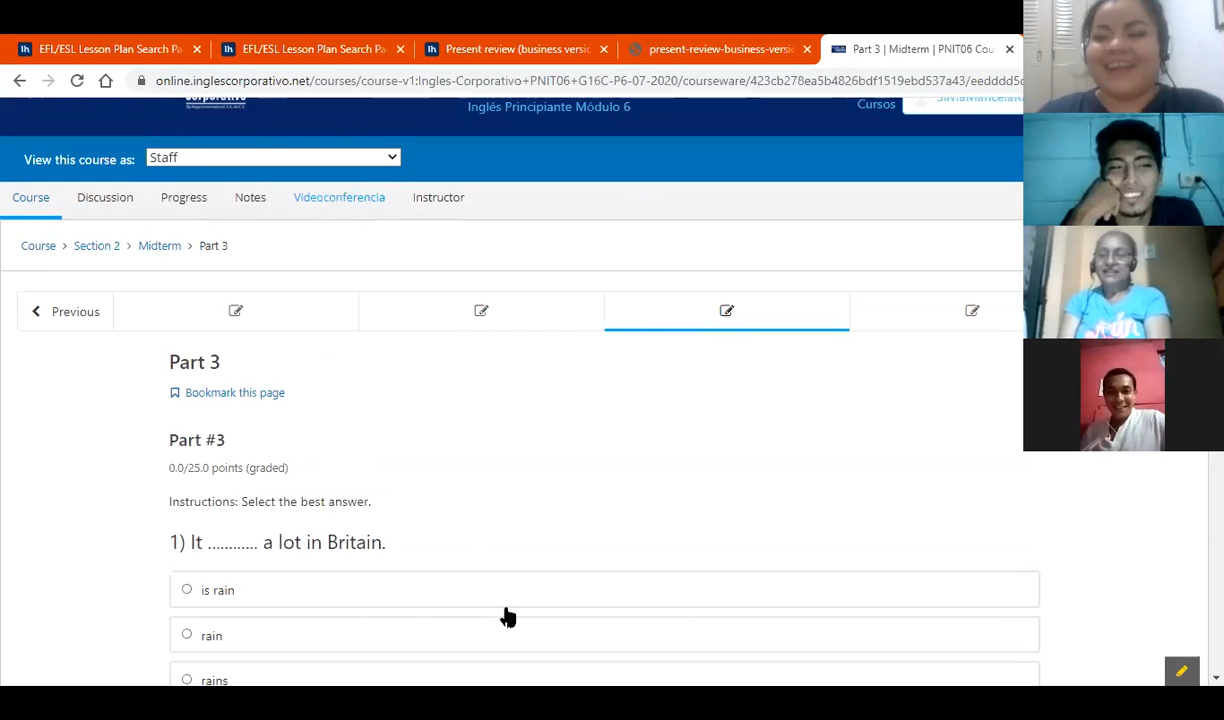 EFL/ESL Lesson Plan Search Pa
EFL/ESL Lesson Plan Search Pa
Present review (business versio
present-review-business-versi
Part 3 | Midterm | PNIT06 Cou
online.inglescorporativo.net/courses/course-v1:Ingles-Corporativo+PNIT06+G16C-P6-07-2020/courseware/423cb278ea5b4826bdf1519ebd537a43/eedddd5c
Inglés Principiante Módulo 6
Cursos
View this course as:
Staff
Course
Discussion
Progress
Notes
Videoconferencia
Instructor
Course > Section 2 > Midterm > Part 3
Previous
Part 3
Bookmark this page
Part #3
0.0/25.0 points (graded)
Instructions: Select the best answer.
1) It ............ a lot in Britain.
is rain
rain
rains